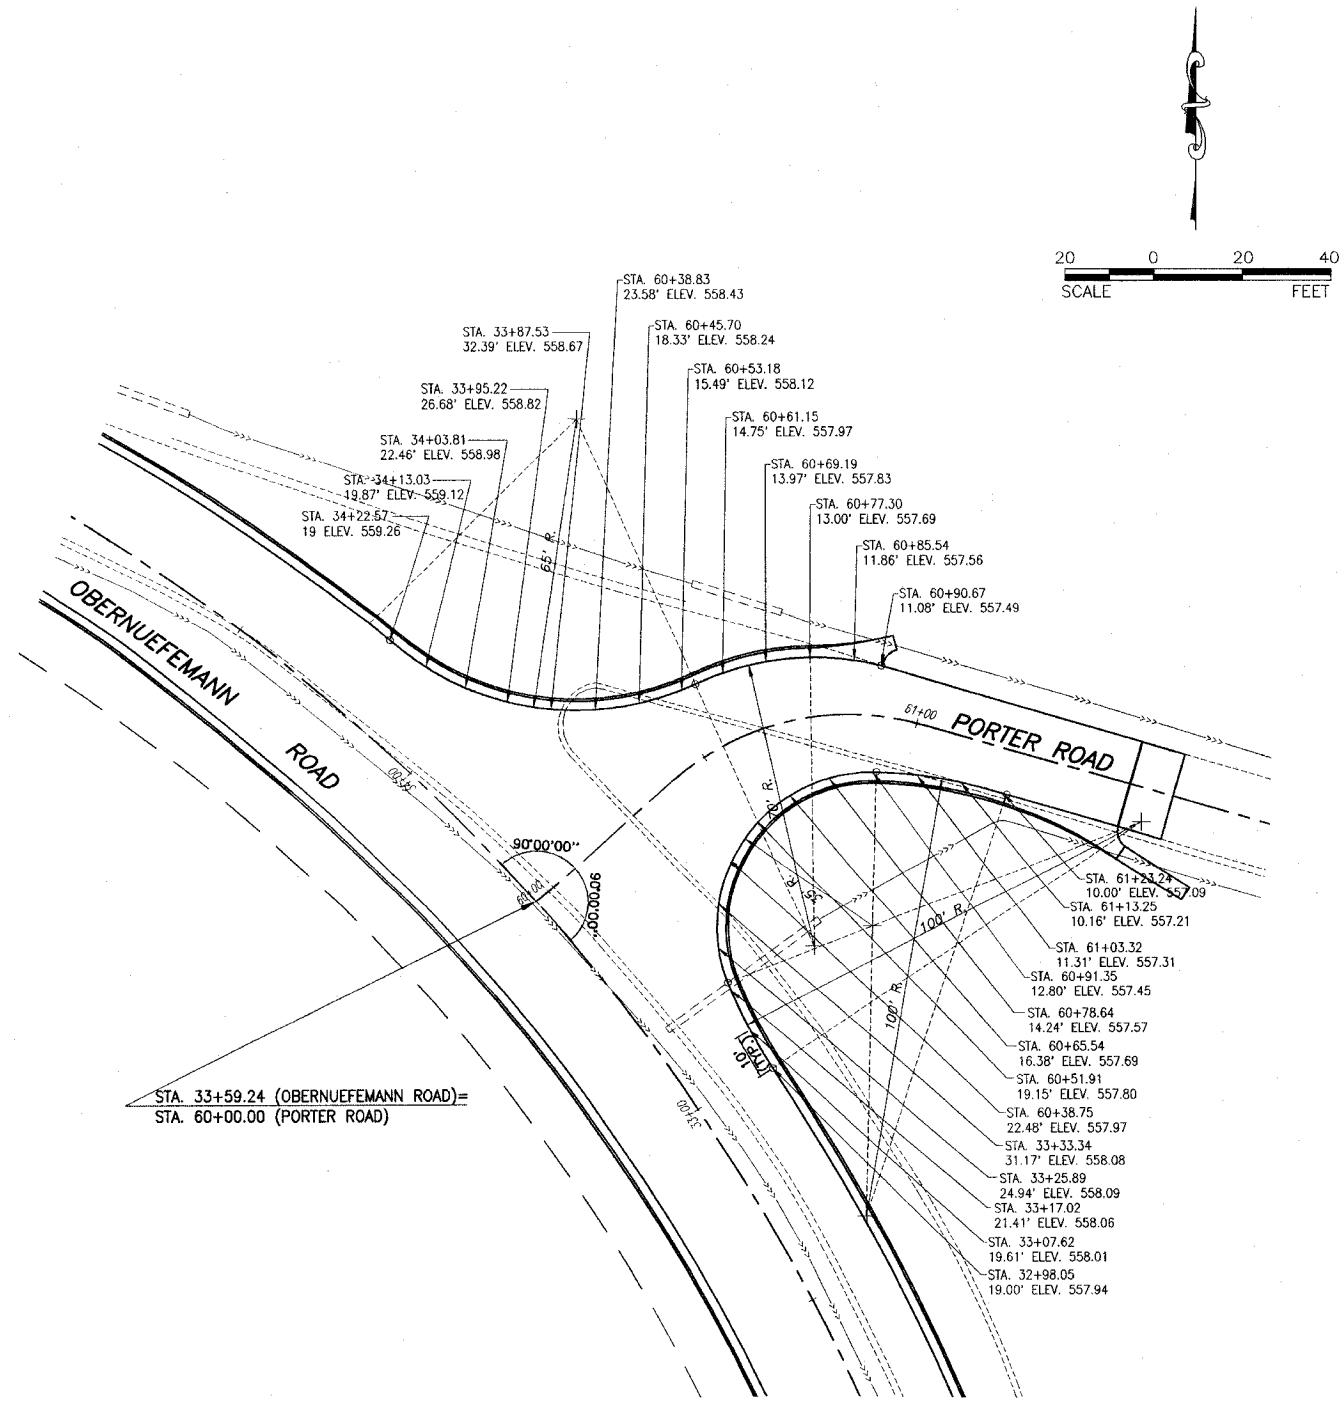 20 0 20 40
SCALE FEET
STA. 60+38.83
23.58' ELEV. 558.43
STA. 33+87.53
32.39' ELEV. 558.67
STA. 60+45.70
18.33' ELEV. 558.24
STA. 33+95.22
26.68' ELEV. 558.82
STA. 60+53.18
15.49' ELEV. 558.12
STA. 34+03.81
22.46' ELEV. 558.98
STA. 60+61.15
14.75' ELEV. 557.97
STA. 34+13.03
19.87' ELEV. 559.12
STA. 60+69.19
13.97' ELEV. 557.83
STA. 34+22.57
19 ELEV. 559.26
STA. 60+77.30
13.00' ELEV. 557.69
65' R.
STA. 60+85.54
11.86' ELEV. 557.56
STA. 60+90.67
11.08' ELEV. 557.49
OBERNUEFEMANN
ROAD
61+00
PORTER ROAD
34+00
70' R.
90°00'00"
90°00'00"
60+00
45' R.
100' R.
100' R.
STA. 61+23.24
10.00' ELEV. 557.09
STA. 61+13.25
10.16' ELEV. 557.21
STA. 61+03.32
11.31' ELEV. 557.31
STA. 60+91.35
12.80' ELEV. 557.45
STA. 60+78.64
14.24' ELEV. 557.57
STA. 60+65.54
16.38' ELEV. 557.69
STA. 60+51.91
19.15' ELEV. 557.80
STA. 60+38.75
22.48' ELEV. 557.97
STA. 33+33.34
31.17' ELEV. 558.08
STA. 33+25.89
24.94' ELEV. 558.09
STA. 33+17.02
21.41' ELEV. 558.06
STA. 33+07.62
19.61' ELEV. 558.01
STA. 32+98.05
19.00' ELEV. 557.94
10'
(TYP.)
33+00
STA. 33+59.24 (OBERNUEFEMANN ROAD)=
STA. 60+00.00 (PORTER ROAD)